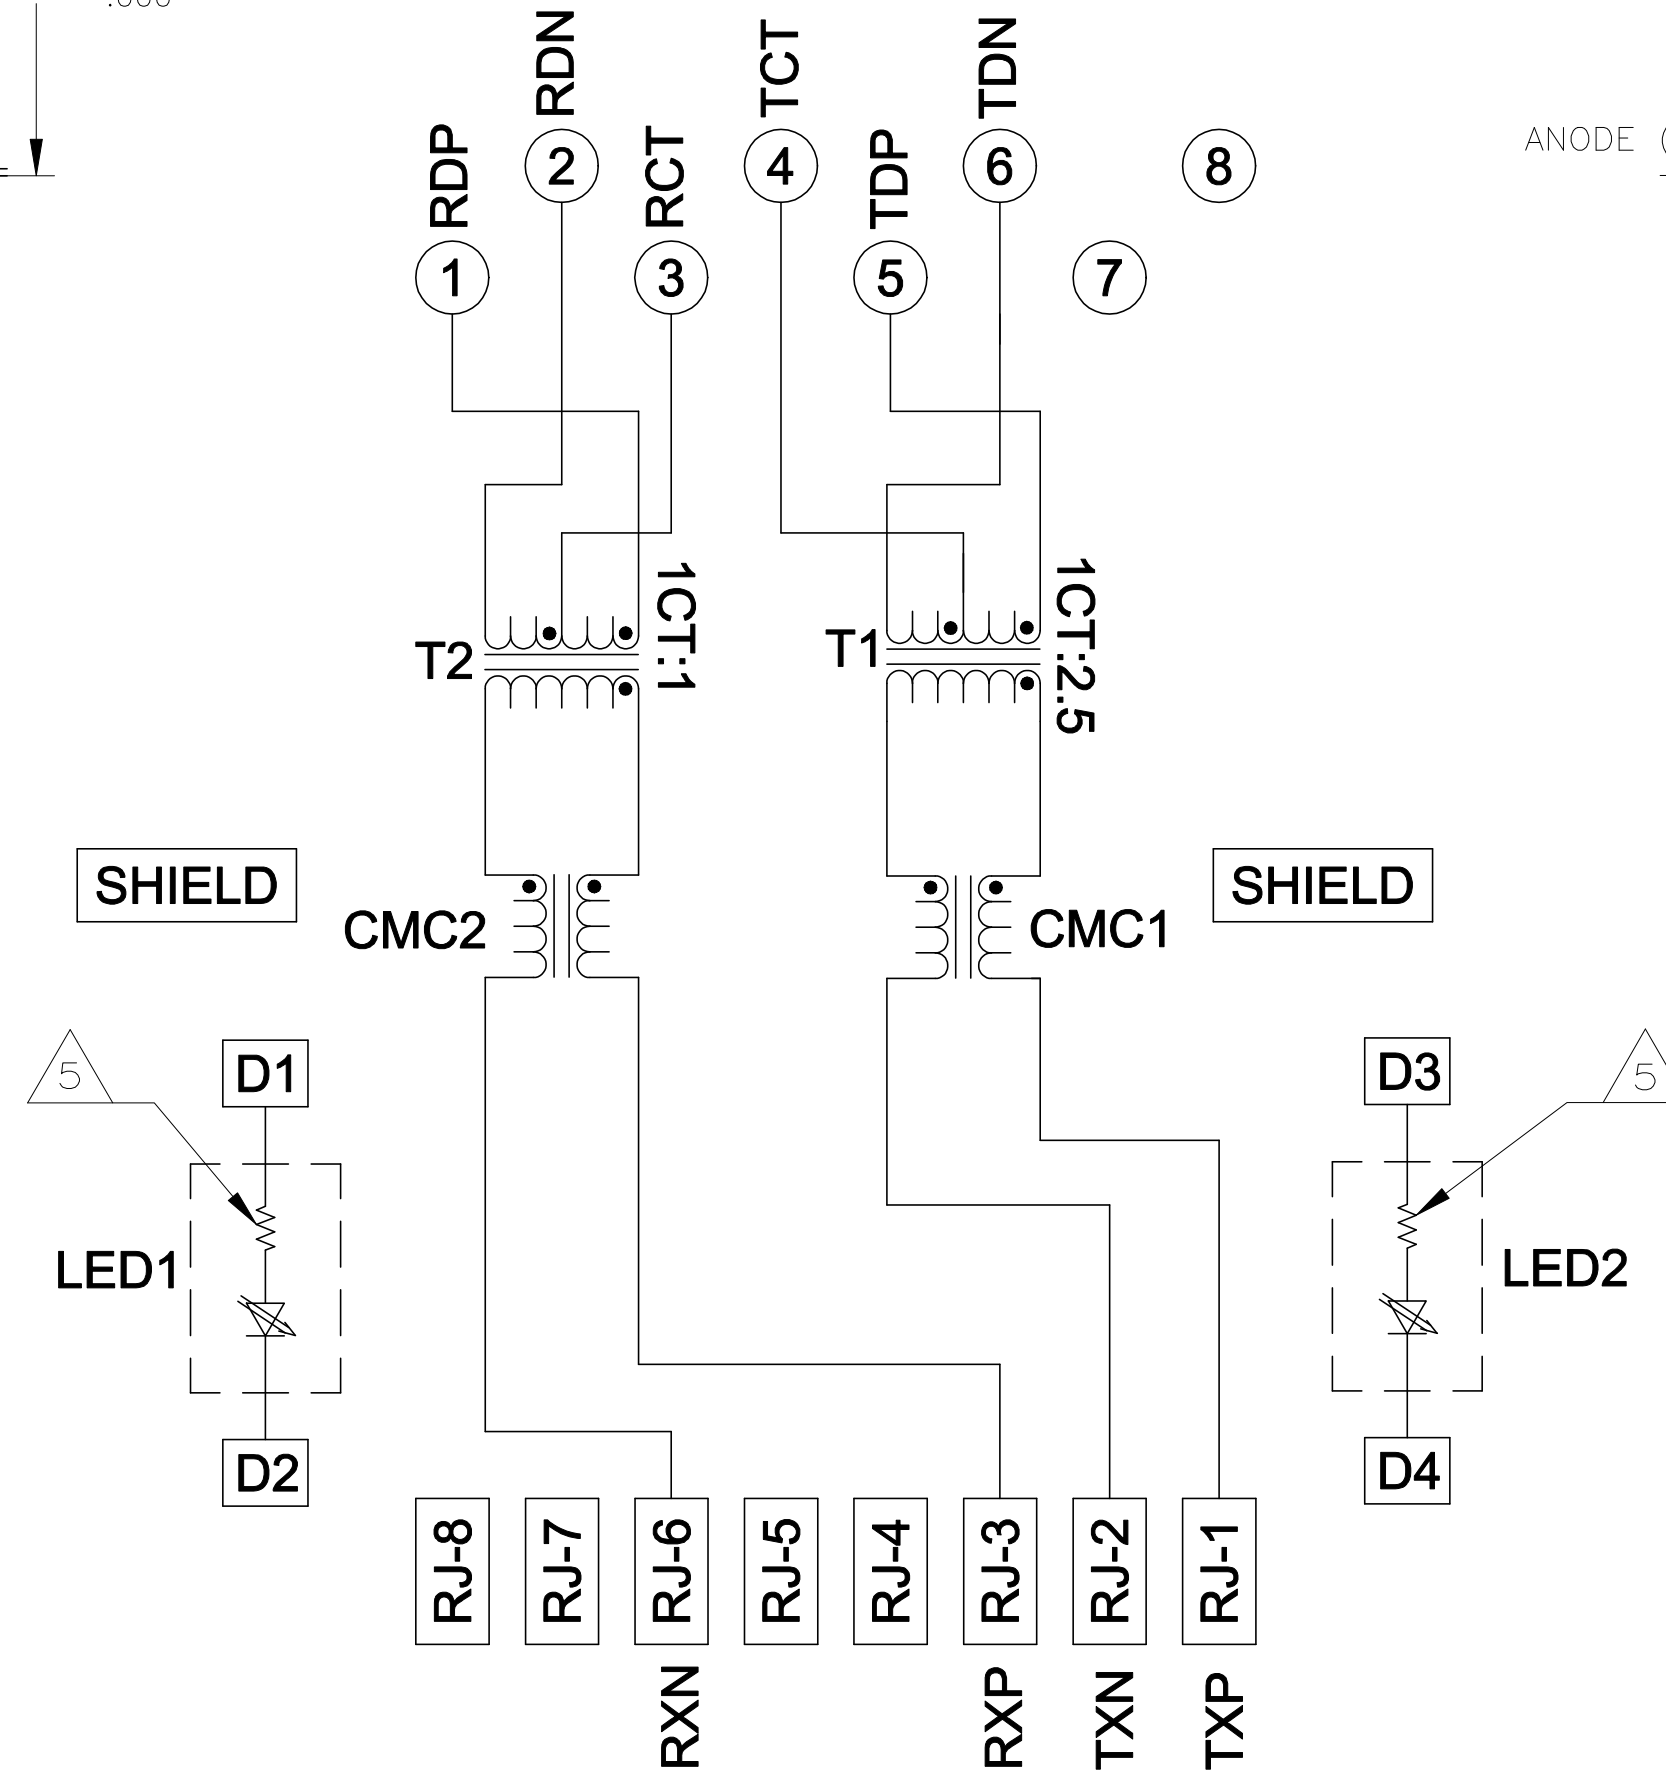 RDN
TCT
TDN
RDP
RCT
TDP
2
4
6
8
ANODE (
1
3
5
7
1CT:1
1CT:2.5
T2
T1
SHIELD
SHIELD
CMC2
CMC1
5
D1
D3
5
LED1
LED2
D2
D4
RJ-8
RJ-7
RJ-6
RJ-5
RJ-4
RJ-3
RJ-2
RJ-1
RXN
RXP
TXN
TXP